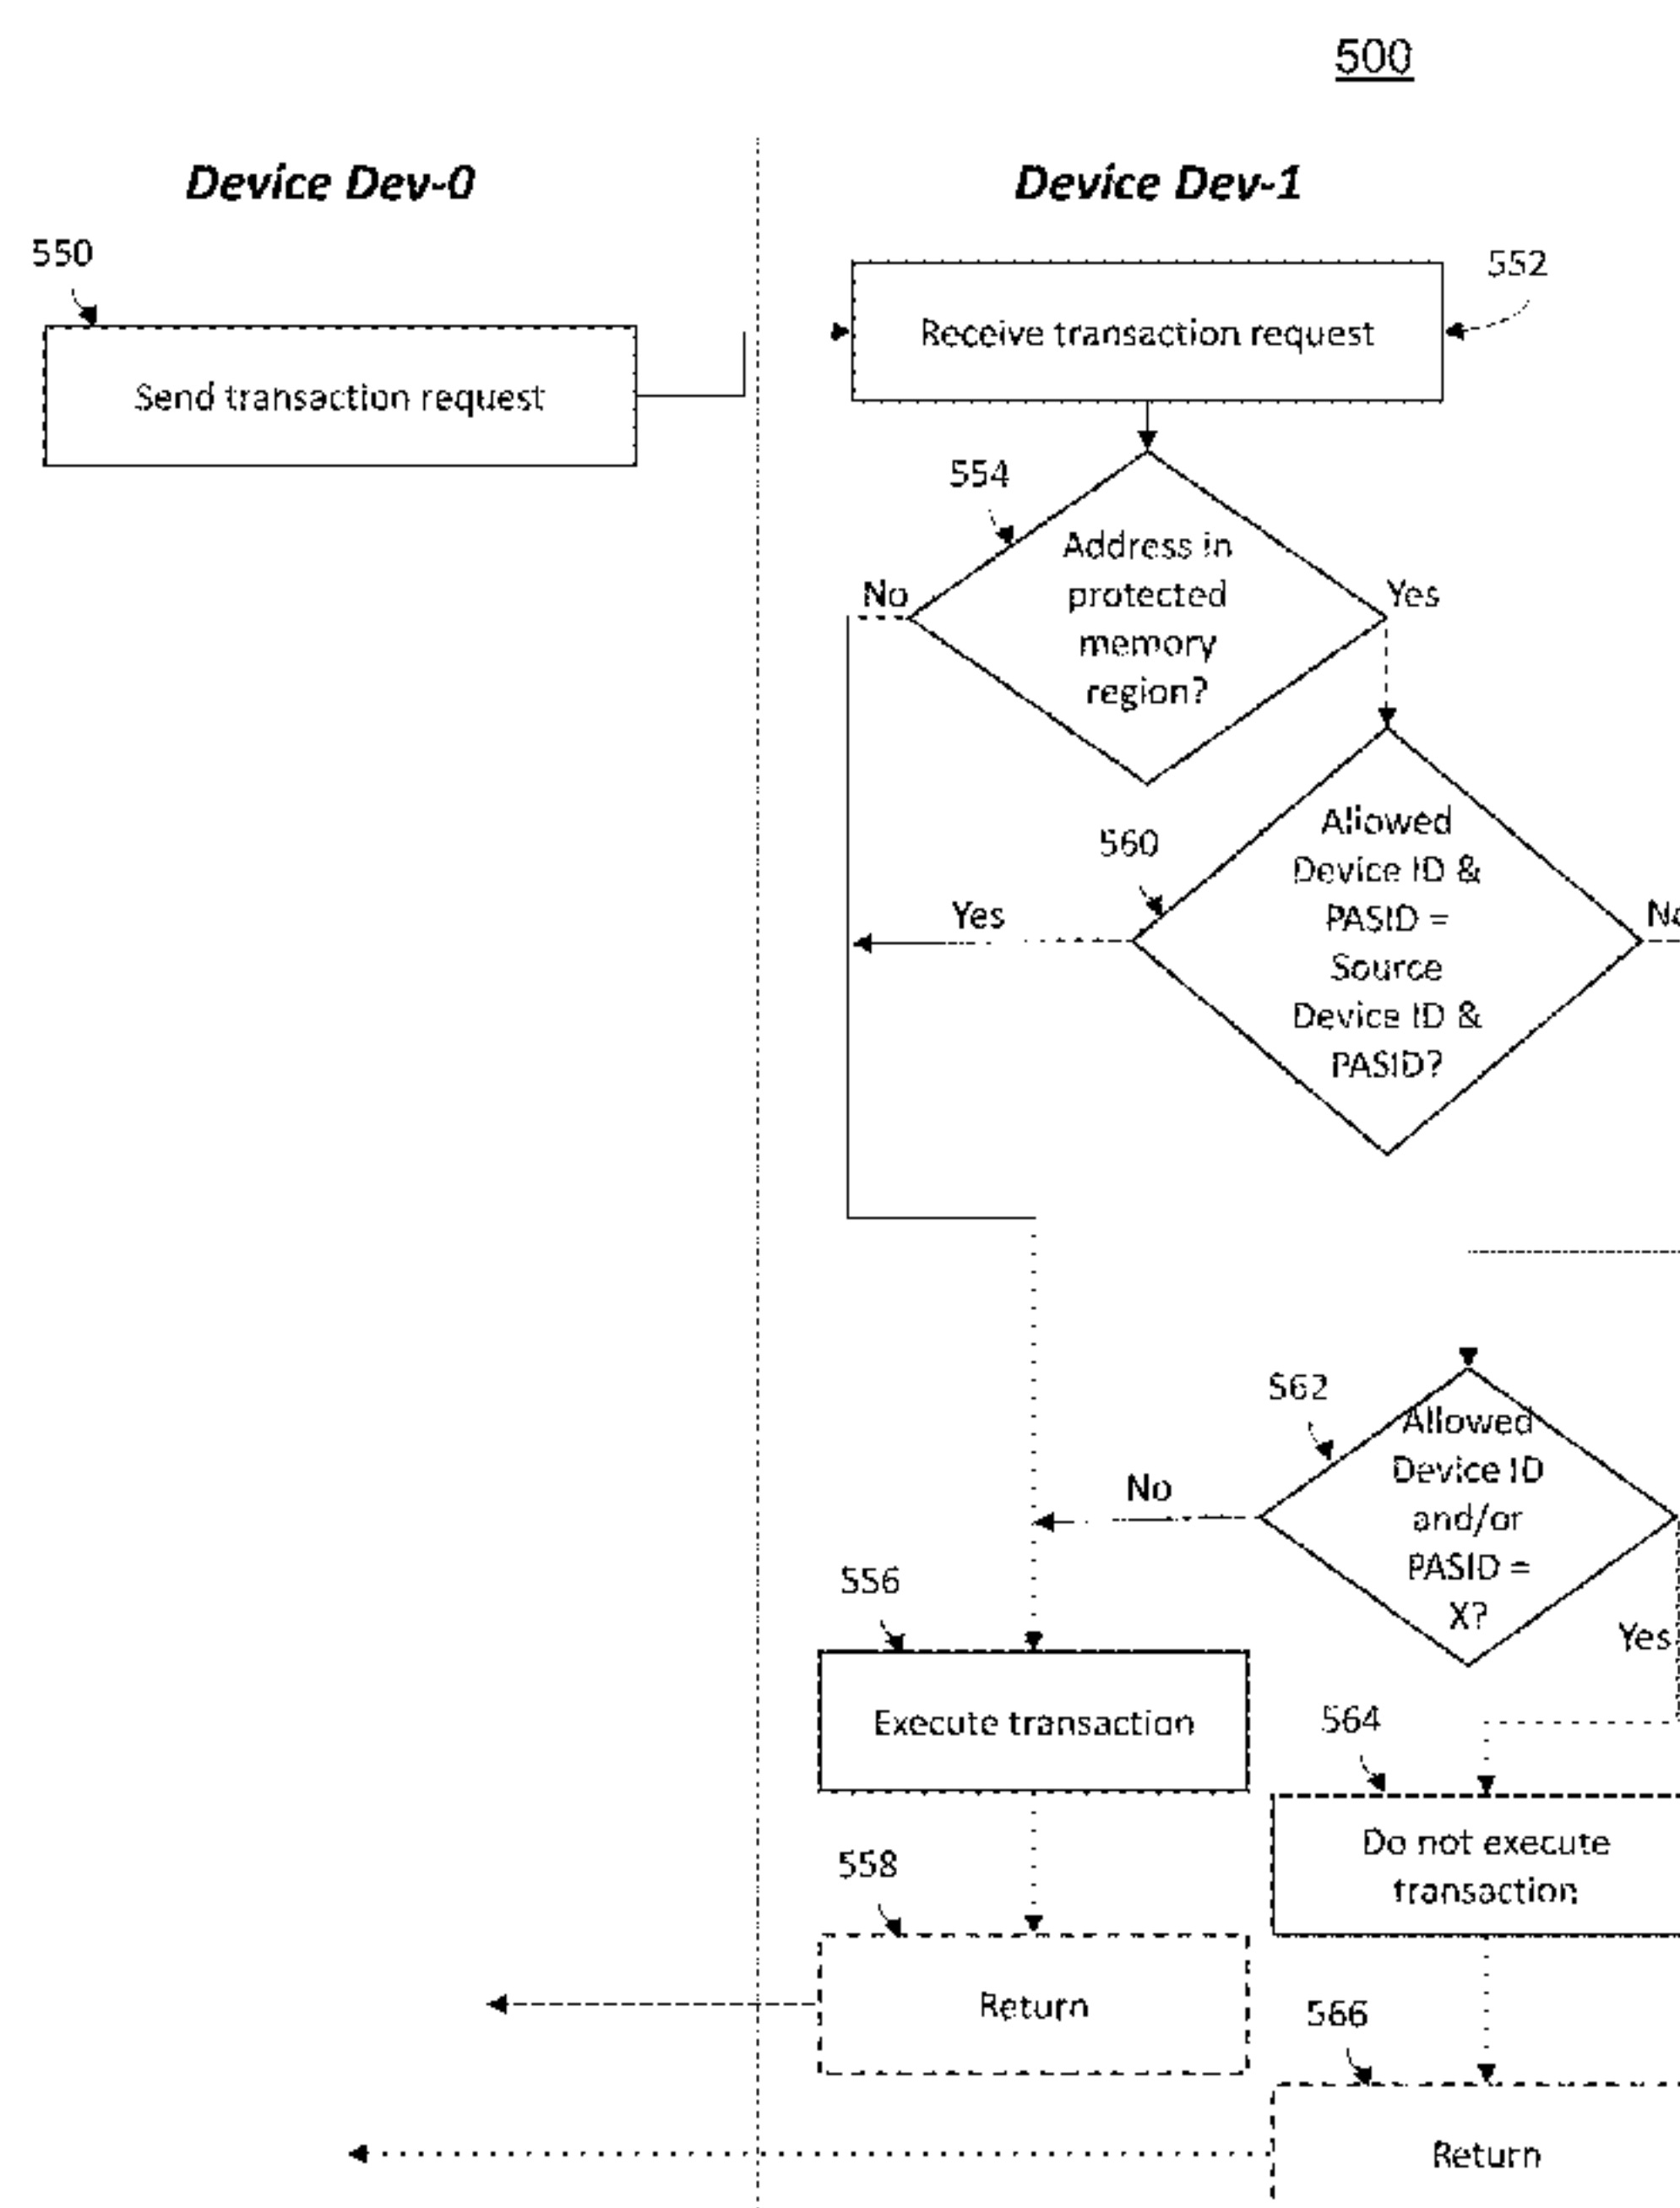 500
Device Dev-0
Device Dev-1
550
552
Send transaction request
Receive transaction request
554
Address in
protected
memory
region?
No
Yes
560
Allowed
Device ID &
PASID =
Source
Device ID &
PASID?
Yes
562
Allowed
Device ID
and/or
PASID =
X?
No
Yes
556
Execute transaction
564
Do not execute
transaction
558
Return
566
Return